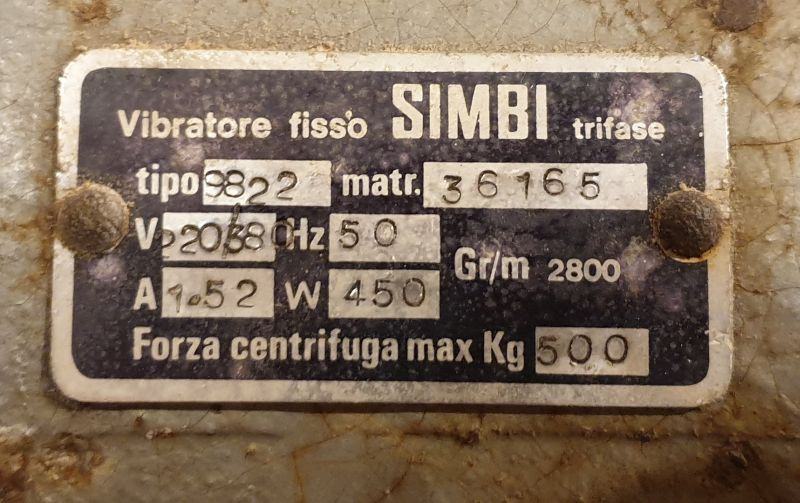 Vibratore fisso SIMBI trifase
tipo 9822 matr. 36165
V 220/380 Hz 50
Gr/m 2800
A 1.52 W 450
Forza centrifuga max Kg 500